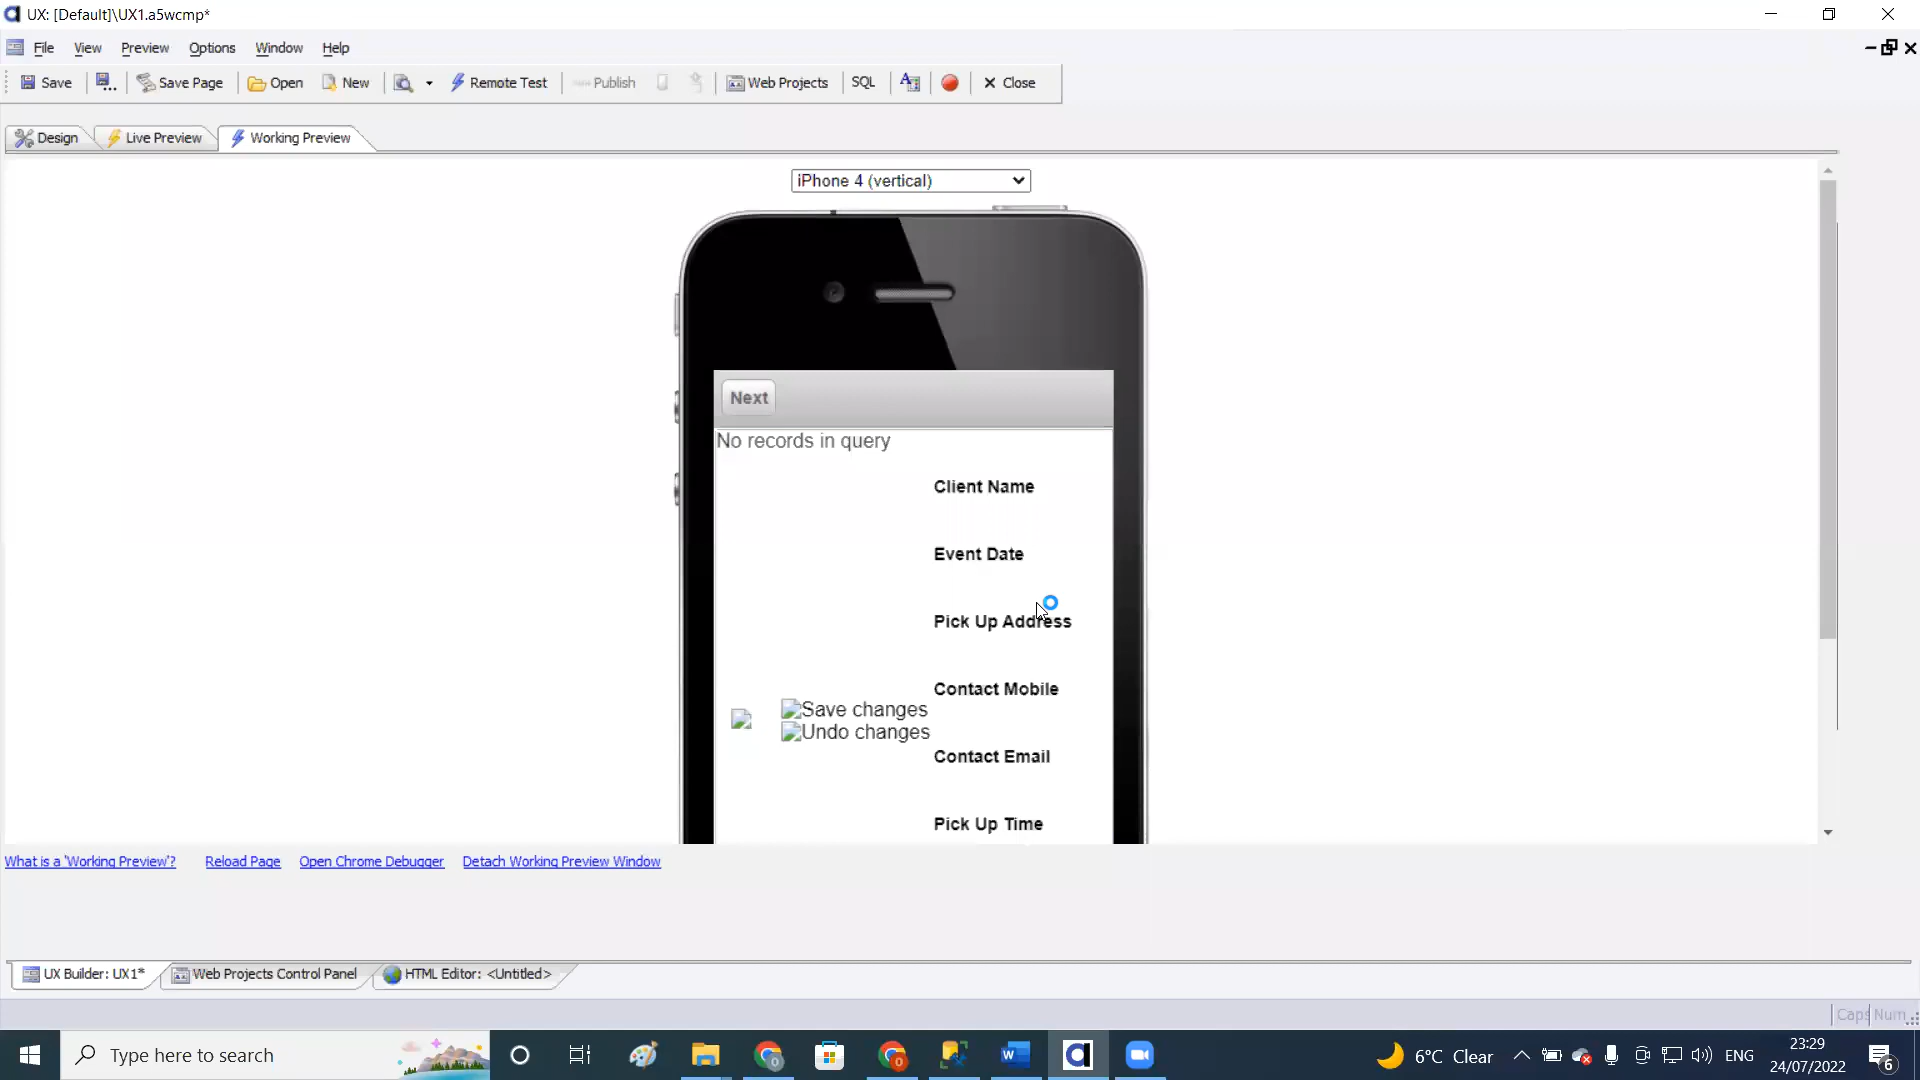 UX: [Default]\UX1.a5wcmp*
File View Preview Options Window Help
Save Save Page Open New Remote Test Publish Web Projects SQL Close
Design Live Preview Working Preview
iPhone 4 (vertical)
Next
No records in query
Client Name
Event Date
Pick Up Address
Contact Mobile
Save changes
Undo changes
Contact Email
Pick Up Time
What is a 'Working Preview'? Reload Page Open Chrome Debugger Detach Working Preview Window
UX Builder: UX1* Web Projects Control Panel HTML Editor: <Untitled>
Caps Num
Type here to search
6°C Clear ENG
23:29
24/07/2022
6